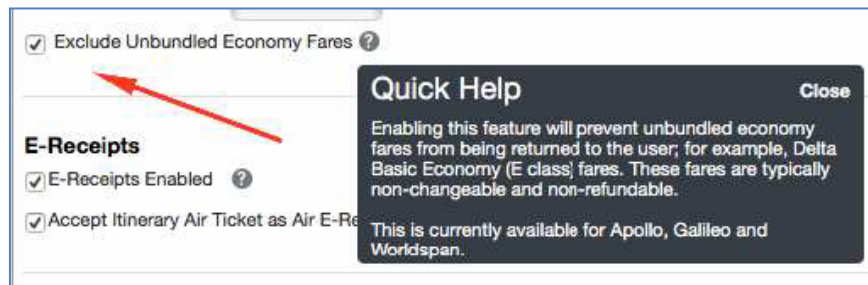 Exclude Unbundled Economy Fares ?
Quick Help Close
Enabling this feature will prevent unbundled economy
fares from being returned to the user; for example, Delta
Basic Economy (E class) fares. These fares are typically
non-changeable and non-refundable.
This is currently available for Apollo, Galileo and
Worldspan.
E-Receipts
E-Receipts Enabled ?
Accept Itinerary Air Ticket as Air E-Re